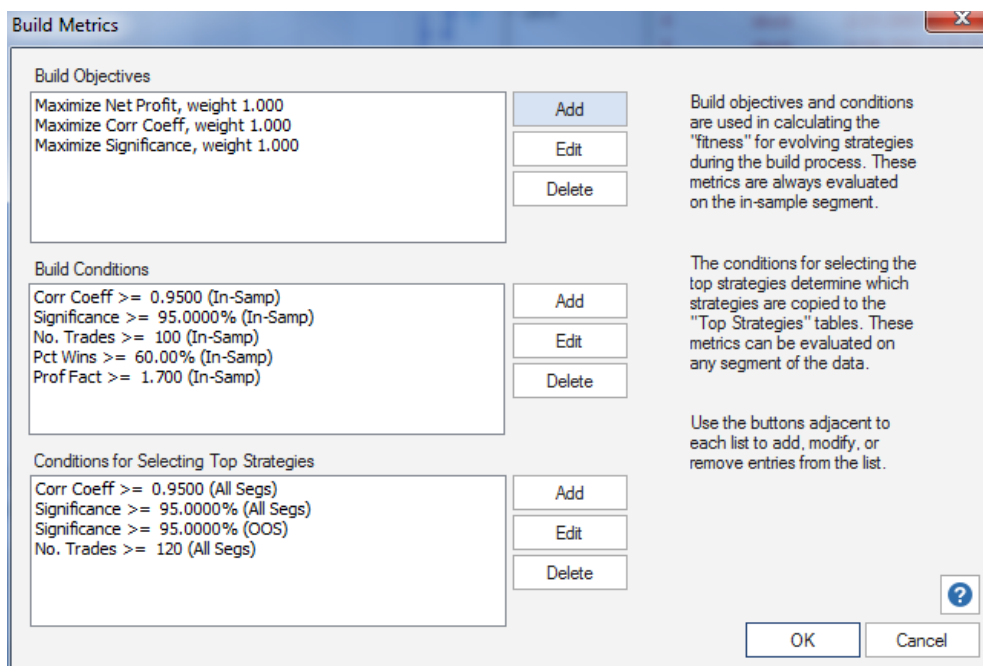 Build Metrics
X
Build Objectives
Maximize Net Profit, weight 1.000
Maximize Corr Coeff, weight 1.000
Maximize Significance, weight 1.000
Add
Edit
Delete
Build objectives and conditions
are used in calculating the
"fitness" for evolving strategies
during the build process. These
metrics are always evaluated
on the in-sample segment.
Build Conditions
Corr Coeff >= 0.9500 (In-Samp)
Significance >= 95.0000% (In-Samp)
No. Trades >= 100 (In-Samp)
Pct Wins >= 60.00% (In-Samp)
Prof Fact >= 1.700 (In-Samp)
Add
Edit
Delete
The conditions for selecting the
top strategies determine which
strategies are copied to the
"Top Strategies" tables. These
metrics can be evaluated on
any segment of the data.
Use the buttons adjacent to
each list to add, modify, or
remove entries from the list.
Conditions for Selecting Top Strategies
Corr Coeff >= 0.9500 (All Segs)
Significance >= 95.0000% (All Segs)
Significance >= 95.0000% (OOS)
No. Trades >= 120 (All Segs)
Add
Edit
Delete
?
OK
Cancel